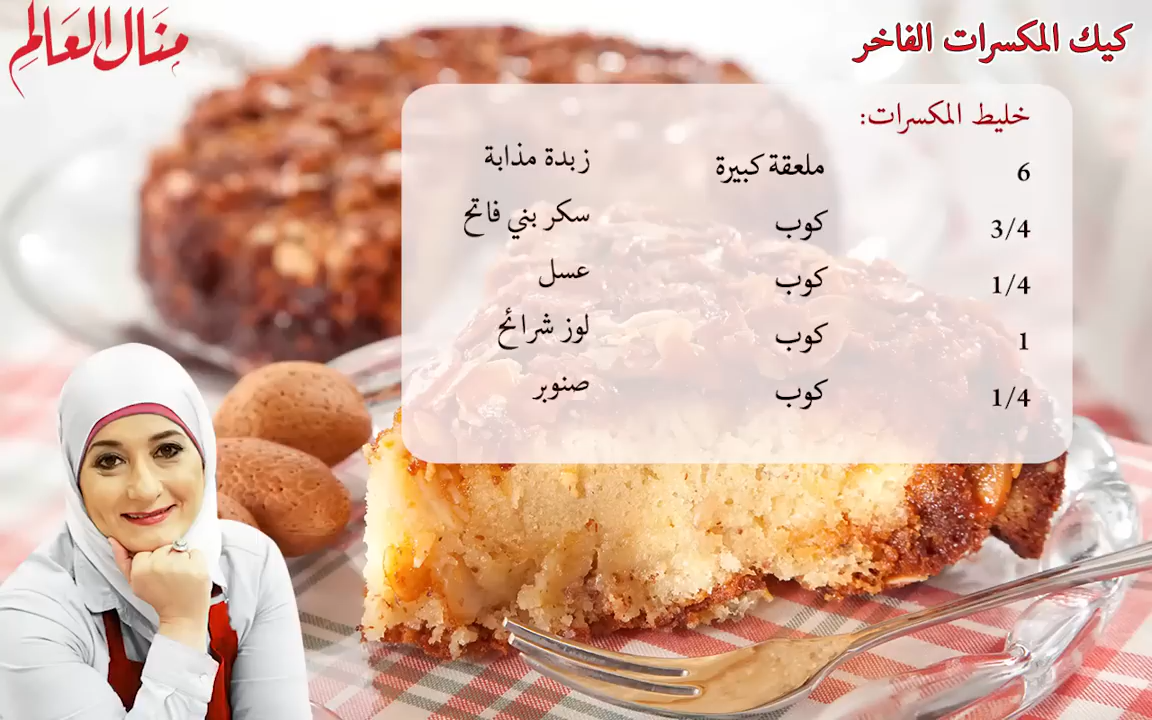 كيك المكسرات الفاخر
منال العالم
خليط المكسرات:
6 ملعقة كبيرة زبدة مذابة
3/4 كوب سكر بني فاتح
1/4 كوب عسل
1 كوب لوز شرائح
1/4 كوب صنوبر